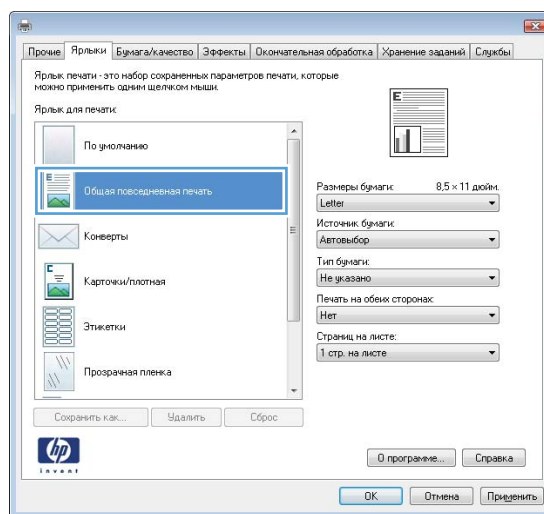 Прочие Ярлыки Бумага/качество Эффекты Окончательная обработка Хранение заданий Службы
Ярлык печати - это набор сохраненных параметров печати, которые
можно применить одним щелчком мыши.
Ярлык для печати:
По умолчанию
Общая повседневная печать
Конверты
Карточки/плотная
Этикетки
Прозрачная пленка
Сохранить как... Удалить Сброс
E
Размеры бумаги: 8,5 × 11 дюйм.
Letter
Источник бумаги:
Автовыбор
Тип бумаги:
Не указано
Печать на обеих сторонах:
Нет
Страниц на листе:
1 стр. на листе
hp
invent
О программе... Справка
OK Отмена Применить